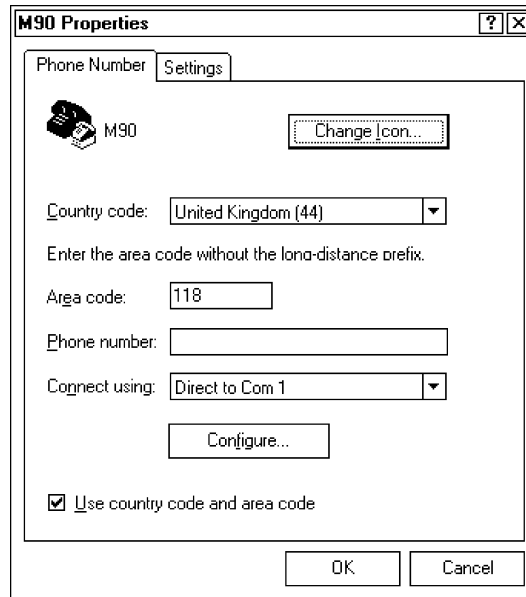 M90 Properties
Phone Number Settings
M90 Change Icon...
Country code: United Kingdom (44)
Enter the area code without the long-distance prefix.
Area code: 118
Phone number:
Connect using: Direct to Com 1
Configure...
Use country code and area code
OK Cancel